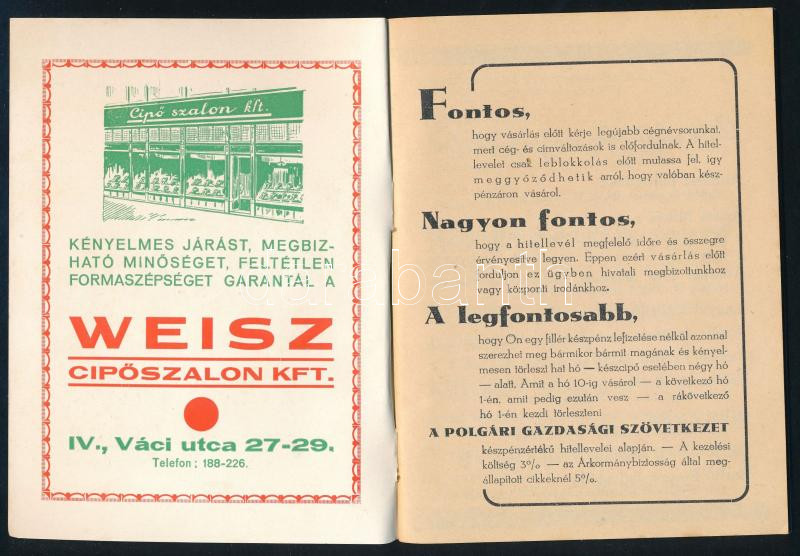 Cipő szalon kft.
KÉNYELMES JÁRÁST, MEGBIZ-
HATÓ MINŐSÉGET, FELTÉTLEN
FORMASZÉPSÉGET GARANTÁL A
WEISZ
CIPŐSZALON KFT.
IV., Váci utca 27-29.
Telefon: 188-226.
Fontos,
hogy vásárlás előtt kérje legújabb cégnévsorunkat,
mert cég- és címváltozások is előfordulnak. A hitel-
levelet csak leblokkolás előtt mutassa fel, így
meggyőződhetik arról, hogy valóban kész-
pénzáron vásárol.
Nagyon fontos,
hogy a hitellevél megfelelő időre és összegre
érvényesítve legyen. Éppen ezért vásárlás előtt
forduljon ez ügyben hivatali megbizottunkhoz
vagy központi irodánkhoz.
A legfontosabb,
hogy Ön egy fillér készpénz lefizetése nélkül azonnal
szerezhet meg bármikor bármit magának és kényel-
mesen törleszt hat hó — készcipő esetében négy hó
— alatt. Amit a hó 10-ig vásárol — a következő hó
1-én, amit pedig ezután vesz — a rákövetkező
hó 1-én kezdi törleszteni
A POLGÁRI GAZDASÁGI SZÖVETKEZET
készpénzértékű hitellevelei alapján. — A kezelési
költség 3% — az Árkormánybiztosság által meg-
állapított cikkeknél 5%.
arbanth